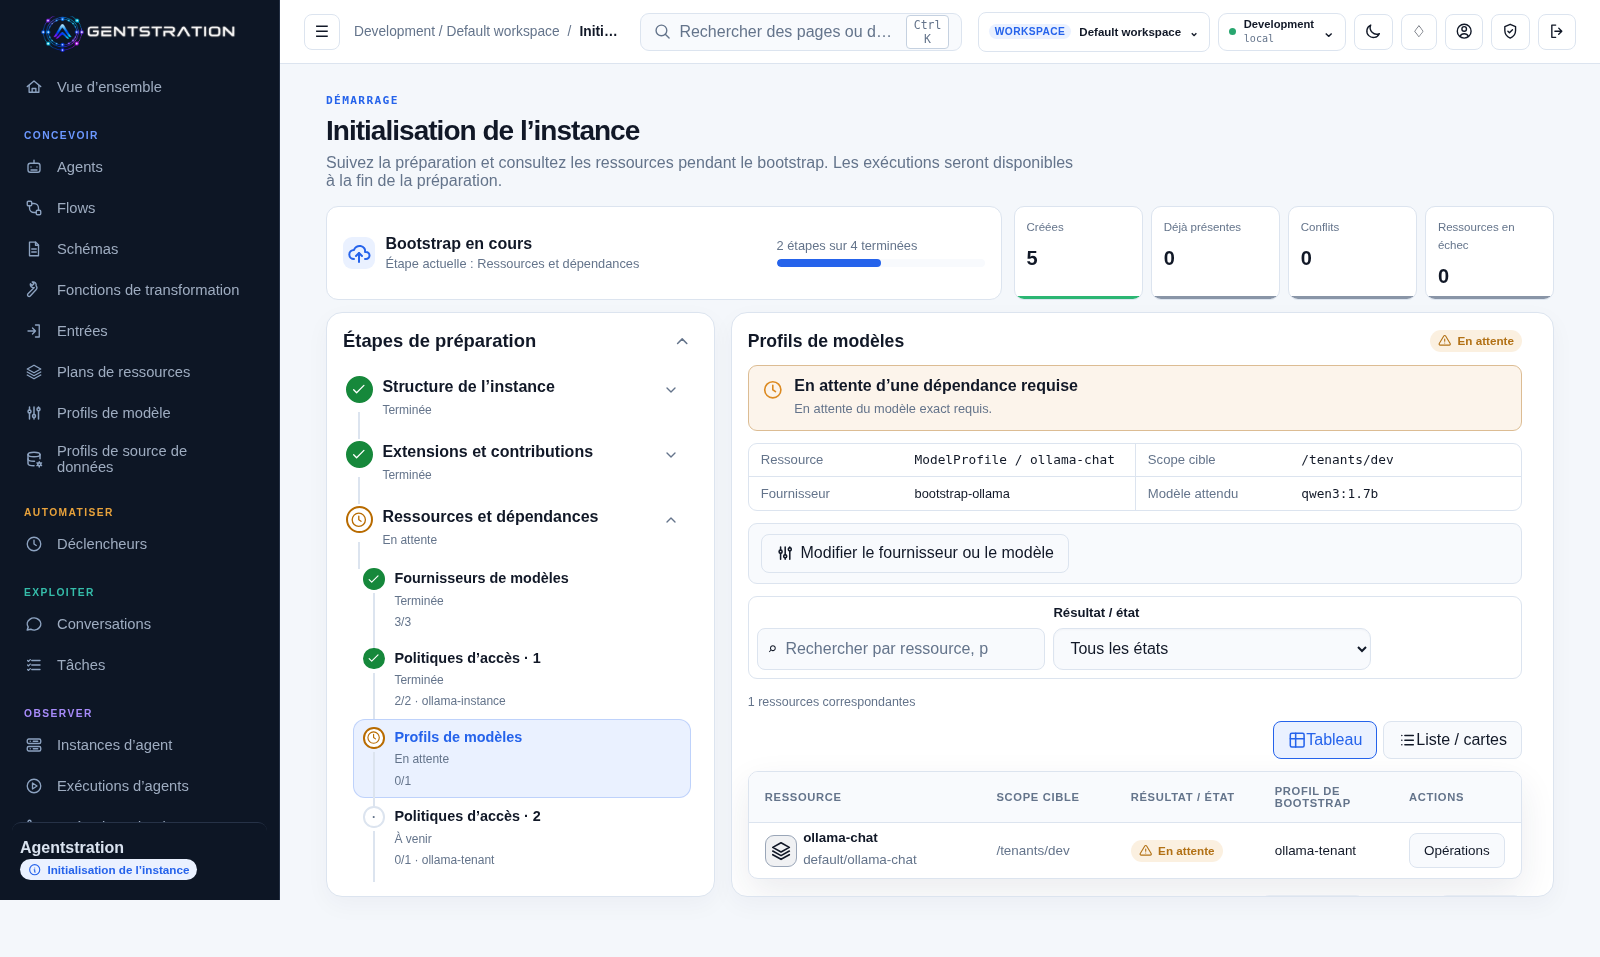 GENTSTRATION
Vue d’ensemble
CONCEVOIR
Agents
Flows
Schémas
Fonctions de transformation
Entrées
Plans de ressources
Profils de modèle
Profils de source de
données
AUTOMATISER
Déclencheurs
EXPLOITER
Conversations
Tâches
OBSERVER
Instances d’agent
Exécutions d’agents
Agentstration
Initialisation de l’instance
Development / Default workspace / Initi…
Rechercher des pages ou d…
Ctrl
K
WORKSPACE Default workspace
Development
local
DÉMARRAGE
Initialisation de l’instance
Suivez la préparation et consultez les ressources pendant le bootstrap. Les exécutions seront disponibles
à la fin de la préparation.
Bootstrap en cours
Étape actuelle : Ressources et dépendances
2 étapes sur 4 terminées
Créées
5
Déjà présentes
0
Conflits
0
Ressources en
échec
0
Étapes de préparation
Structure de l’instance
Terminée
Extensions et contributions
Terminée
Ressources et dépendances
En attente
Fournisseurs de modèles
Terminée
3/3
Politiques d’accès · 1
Terminée
2/2 · ollama-instance
Profils de modèles
En attente
0/1
Politiques d’accès · 2
À venir
0/1 · ollama-tenant
Profils de modèles
En attente
En attente d’une dépendance requise
En attente du modèle exact requis.
Ressource ModelProfile / ollama-chat Scope cible /tenants/dev
Fournisseur bootstrap-ollama Modèle attendu qwen3:1.7b
Modifier le fournisseur ou le modèle
Résultat / état
Rechercher par ressource, p
Tous les états
1 ressources correspondantes
Tableau
Liste / cartes
RESSOURCE SCOPE CIBLE RÉSULTAT / ÉTAT PROFIL DE BOOTSTRAP ACTIONS
ollama-chat
default/ollama-chat
/tenants/dev
En attente
ollama-tenant
Opérations